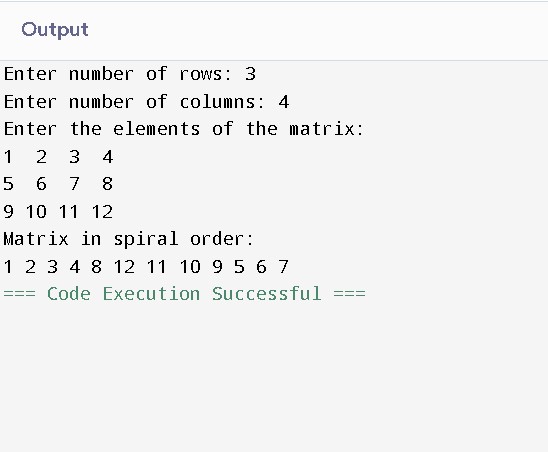 Output
Enter number of rows: 3
Enter number of columns: 4
Enter the elements of the matrix:
1  2  3  4
5  6  7  8
9 10 11 12
Matrix in spiral order:
1 2 3 4 8 12 11 10 9 5 6 7
=== Code Execution Successful ===